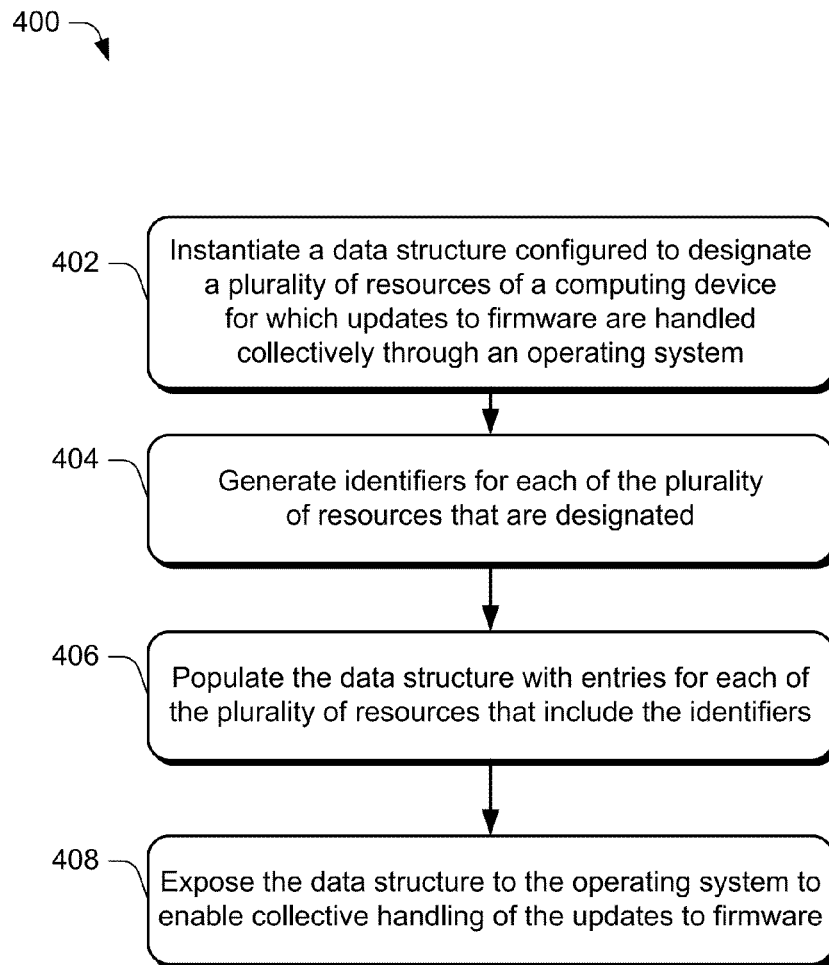 400
402
Instantiate a data structure configured to designate
a plurality of resources of a computing device
for which updates to firmware are handled
collectively through an operating system
404
Generate identifiers for each of the plurality
of resources that are designated
406
Populate the data structure with entries for each of
the plurality of resources that include the identifiers
408
Expose the data structure to the operating system to
enable collective handling of the updates to firmware